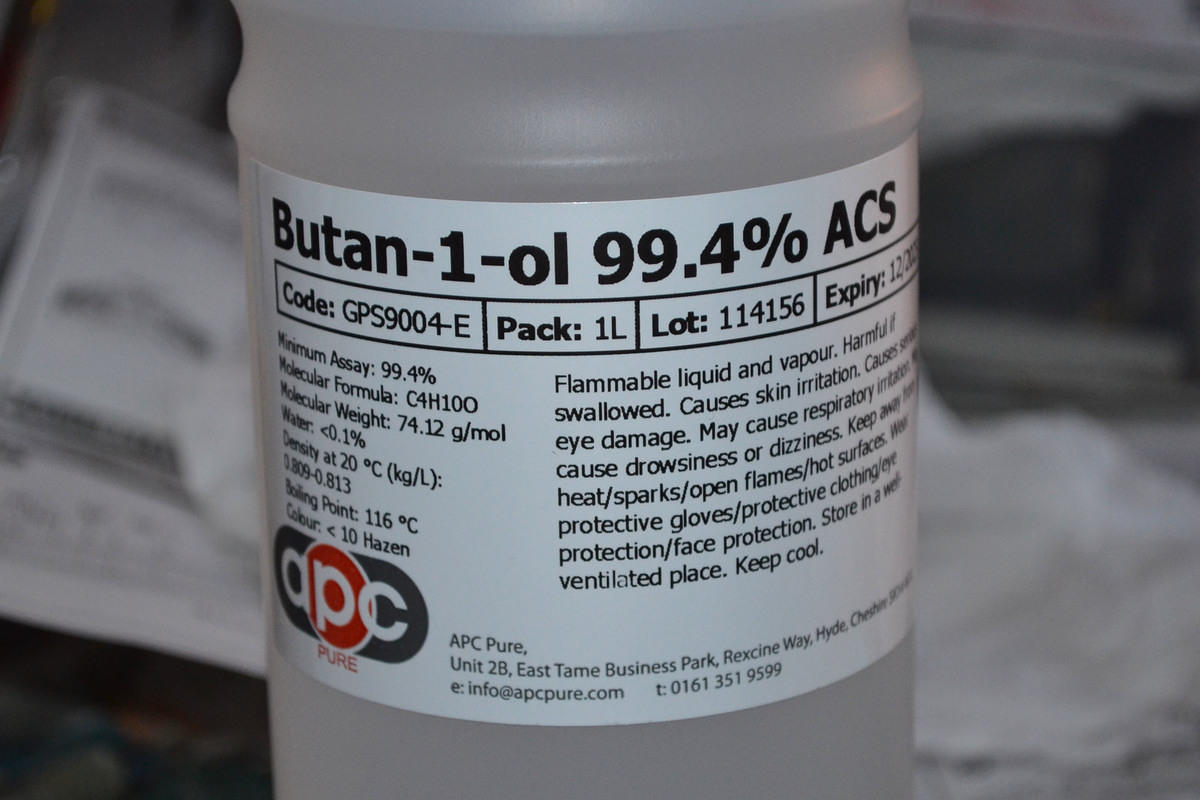 Butan-1-ol 99.4% ACS
Code: GPS9004-E Pack: 1L Lot: 114156 Expiry:
Minimum Assay: 99.4%
Molecular Formula: C4H10O
Molecular Weight: 74.12 g/mol
Water: <0.1%
Density at 20 °C (kg/L):
0.809-0.813
Boiling Point: 116 °C
Colour: < 10 Hazen
Flammable liquid and vapour. Harmful if
swallowed. Causes skin irritation. Causes
eye damage. May cause respiratory irritation.
cause drowsiness or dizziness. Keep away
heat/sparks/open flames/hot surfaces. Wear
protective gloves/protective clothing/eye
protection/face protection. Store in a well-
ventilated place. Keep cool.
apc
PURE
APC Pure,
Unit 2B, East Tame Business Park, Rexcine Way, Hyde, Cheshire
e: info@apcpure.com t: 0161 351 9599